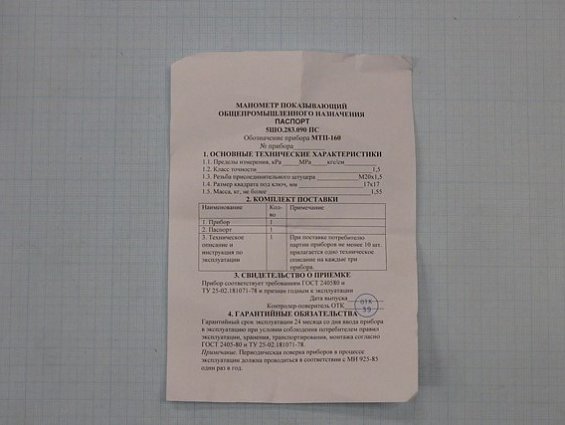 МАНОМЕТР ПОКАЗЫВАЮЩИЙ
ОБЩЕПРОМЫШЛЕННОГО НАЗНАЧЕНИЯ
ПАСПОРТ
5Ш0.283.090 ПС
Обозначение прибора МТП-160
№ прибора
1. ОСНОВНЫЕ ТЕХНИЧЕСКИЕ ХАРАКТЕРИСТИКИ
1.1. Пределы измерения, кРа ____ МРа ____ кгс/см
1.2. Класс точности 1,5
1.3. Резьба присоединительного штуцера M20x1,5
1.4. Размер квадрата под ключ, мм 17x17
1.5. Масса, кг, не более 1,55
2. КОМПЛЕКТ ПОСТАВКИ
Наименование Кол-во Примечание
1. Прибор 1
2. Паспорт 1
3. Техническое описание и инструкция по эксплуатации 1 При поставке потребителю партии приборов не менее 10 шт. прилагается одно техническое описание на каждые три прибора.
3. СВИДЕТЕЛЬСТВО О ПРИЕМКЕ
Прибор соответствует требованиям ГОСТ 240580 и
ТУ 25-02.181071-78 и признан годным к эксплуатации
Дата выпуска
Контролер-поверитель ОТК
ОТК
39
4. ГАРАНТИЙНЫЕ ОБЯЗАТЕЛЬСТВА
Гарантийный срок эксплуатации 24 месяца со дня ввода прибора
в эксплуатацию при условии соблюдения потребителем правил
эксплуатации, хранения, транспортирования, монтажа согласно
ГОСТ 2405-80 и ТУ 25.02.181071-78.
Примечание. Периодическая поверка приборов в процессе
эксплуатации должна проводиться в соответствии с МИ 925-85
один раз в год.